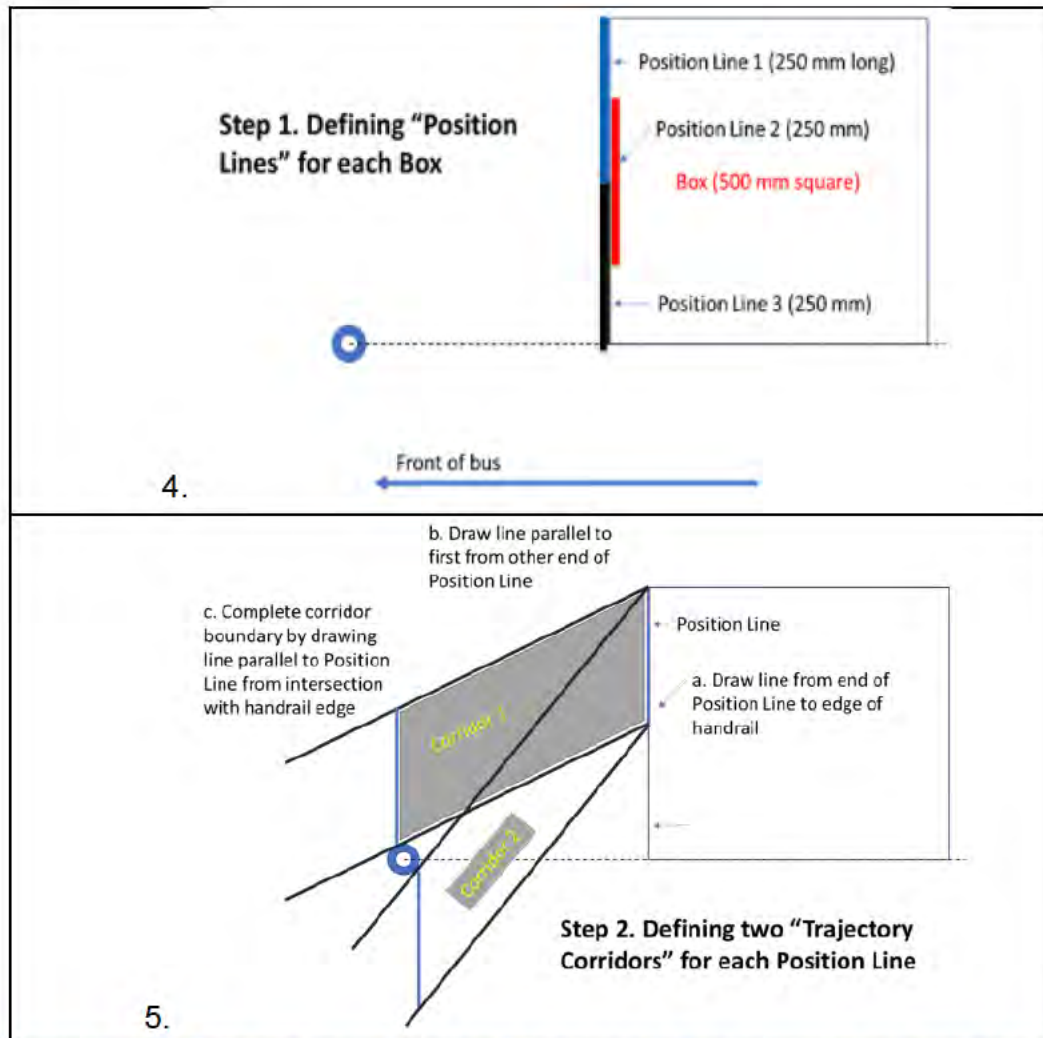 Position Line 1 (250 mm long)
Step 1. Defining “Position
Lines” for each Box
Position Line 2 (250 mm)
Box (500 mm square)
Position Line 3 (250 mm)
Front of bus
4.
b. Draw line parallel to
first from other end of
Position Line
c. Complete corridor
boundary by drawing
line parallel to Position
Line from intersection
with handrail edge
Position Line
a. Draw line from end of
Position Line to edge of
handrail
Corridor 1
Corridor 2
Step 2. Defining two “Trajectory
Corridors” for each Position Line
5.